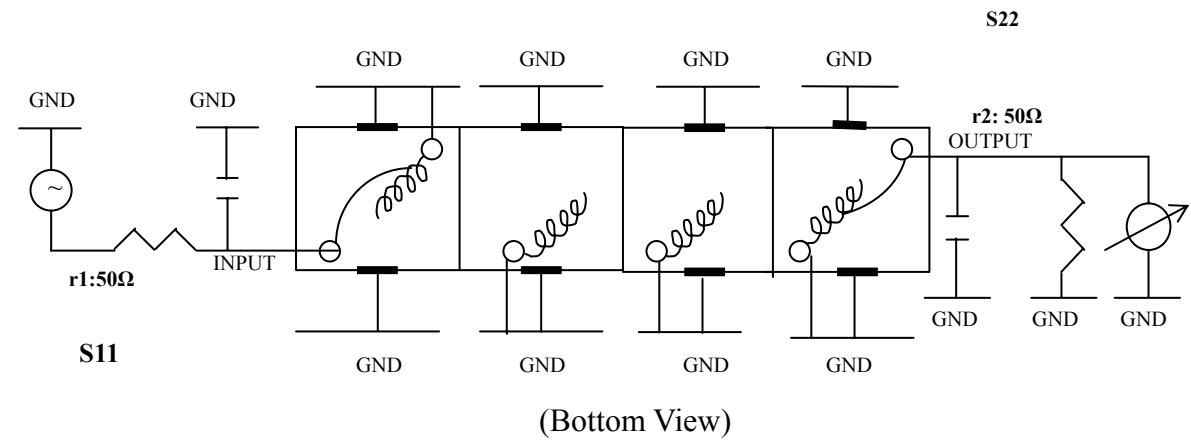 S22
GND GND GND GND
GND GND
r2: 50Ω
OUTPUT
~
INPUT
r1:50Ω
GND GND GND
S11
GND GND GND GND
(Bottom View)